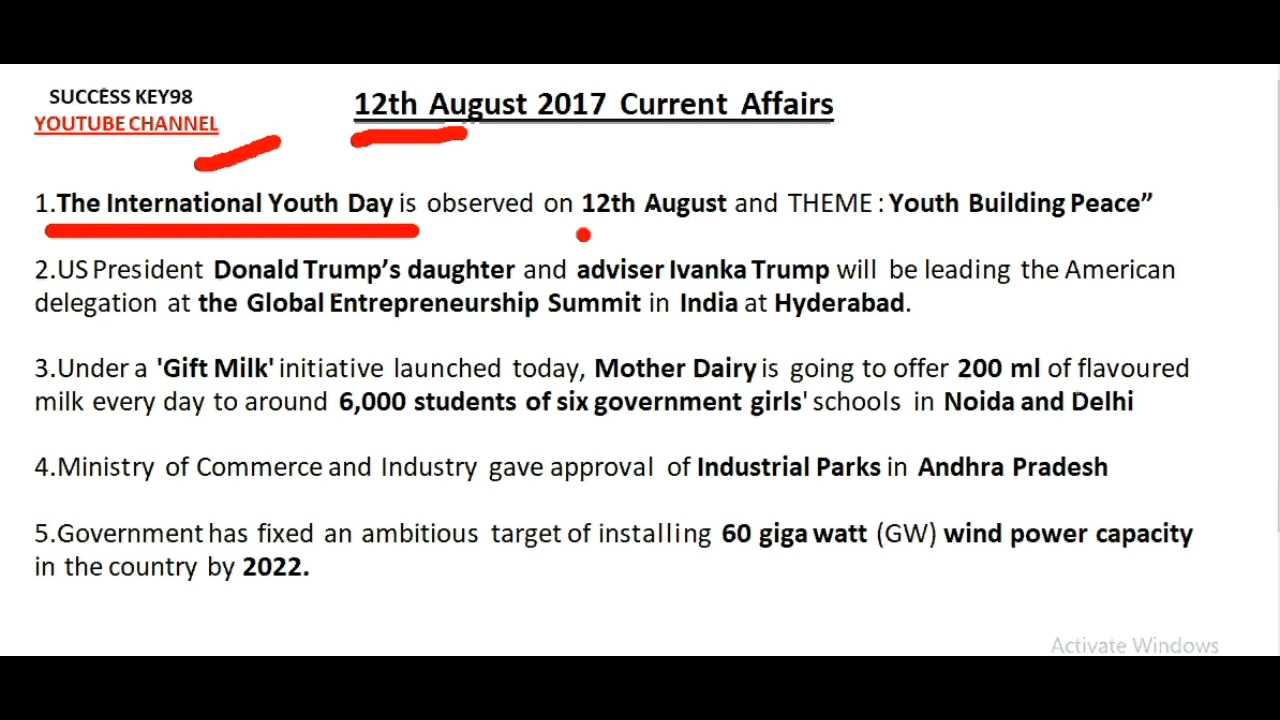 SUCCESS KEY98
YOUTUBE CHANNEL
12th August 2017 Current Affairs
1.The International Youth Day is observed on 12th August and THEME : Youth Building Peace”
2.US President Donald Trump’s daughter and adviser Ivanka Trump will be leading the American
delegation at the Global Entrepreneurship Summit in India at Hyderabad.
3.Under a 'Gift Milk' initiative launched today, Mother Dairy is going to offer 200 ml of flavoured
milk every day to around 6,000 students of six government girls' schools in Noida and Delhi
4.Ministry of Commerce and Industry gave approval of Industrial Parks in Andhra Pradesh
5.Government has fixed an ambitious target of installing 60 giga watt (GW) wind power capacity
in the country by 2022.
Activate Windows